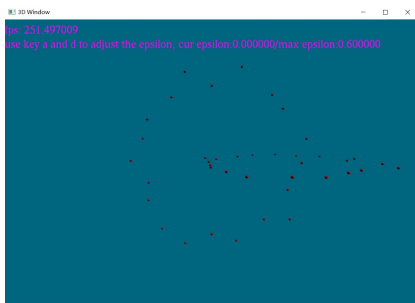 3D Window
fps: 251.497009
use key a and d to adjust the epsilon, cur epsilon:0.000000/max epsilon:0.600000